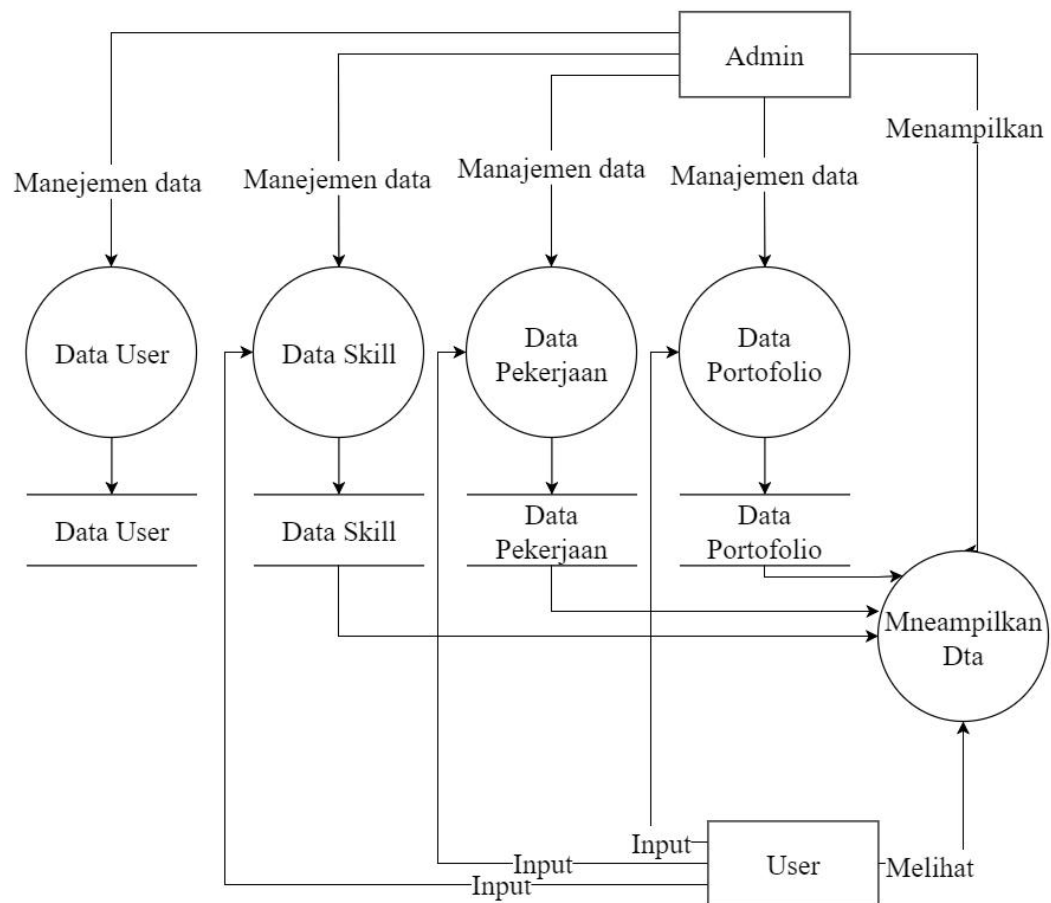 Admin
Menampilkan
Manejemen data
Manejemen data
Manajemen data
Manajemen data
Data User
Data Skill
Data
Pekerjaan
Data
Portofolio
Data User
Data Skill
Data
Pekerjaan
Data
Portofolio
Mneampilkan
Dta
Input
Input
Input
User
Melihat